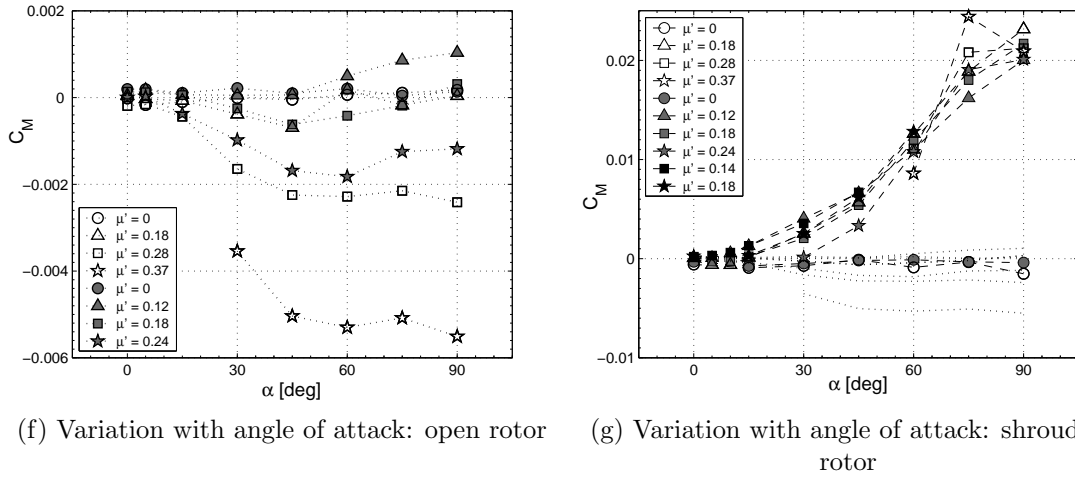 0.002
0
−0.002
−0.004
−0.006
C_M
μ' = 0
μ' = 0.18
μ' = 0.28
μ' = 0.37
μ' = 0
μ' = 0.12
μ' = 0.18
μ' = 0.24
0 30 60 90
α [deg]
(f) Variation with angle of attack: open rotor
0.02
0.01
0
−0.01
C_M
μ' = 0
μ' = 0.18
μ' = 0.28
μ' = 0.37
μ' = 0
μ' = 0.12
μ' = 0.18
μ' = 0.24
μ' = 0.14
μ' = 0.18
0 30 60 90
α [deg]
(g) Variation with angle of attack: shroud
rotor